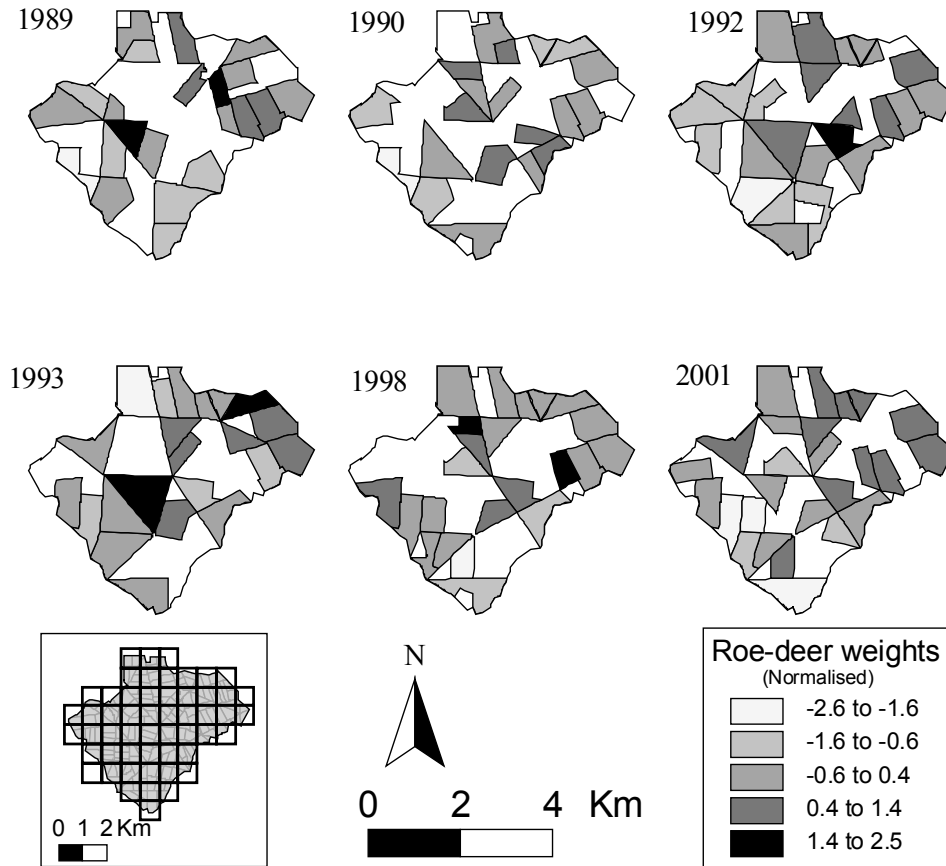 1989
1990
1992
1993
1998
2001
0 1 2 Km
N
0 2 4 Km
Roe-deer weights
(Normalised)
-2.6 to -1.6
-1.6 to -0.6
-0.6 to 0.4
0.4 to 1.4
1.4 to 2.5